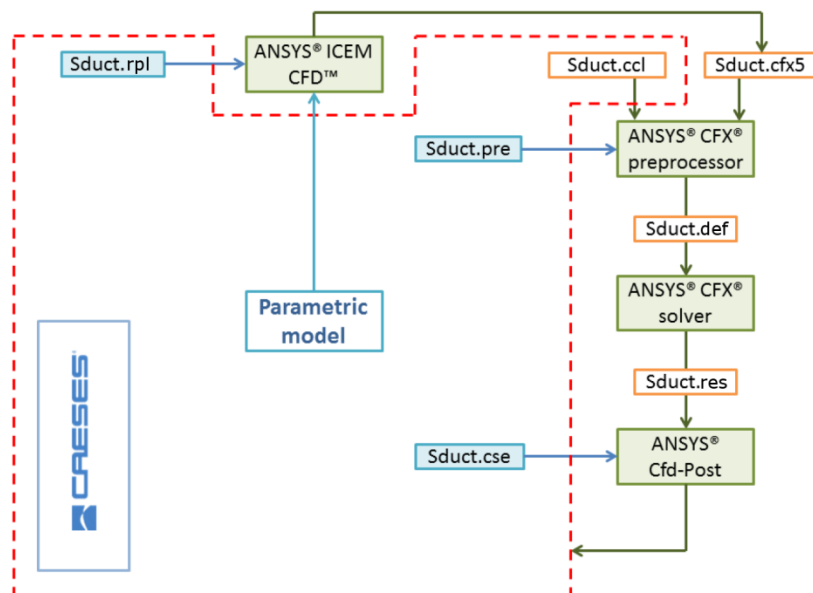 ANSYS® ICEM
CFD™
Sduct.rpl
Sduct.ccl
Sduct.cfx5
ANSYS® CFX®
preprocessor
Sduct.pre
Sduct.def
ANSYS® CFX®
solver
Parametric
model
Sduct.res
ANSYS®
Cfd-Post
Sduct.cse
CAESES